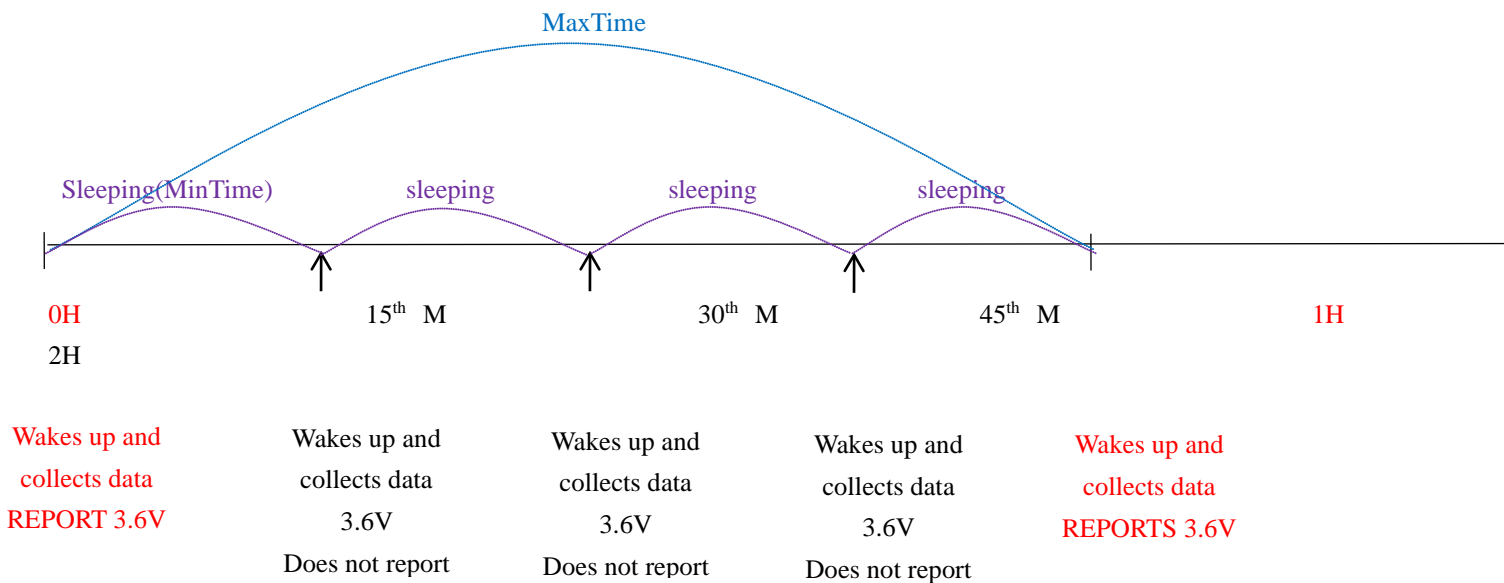 MaxTime
Sleeping(MinTime) sleeping sleeping sleeping
0H 15th M 30th M 45th M 1H
2H
Wakes up and Wakes up and Wakes up and Wakes up and Wakes up and
collects data collects data collects data collects data collects data
REPORT 3.6V 3.6V 3.6V 3.6V REPORTS 3.6V
Does not report Does not report Does not report